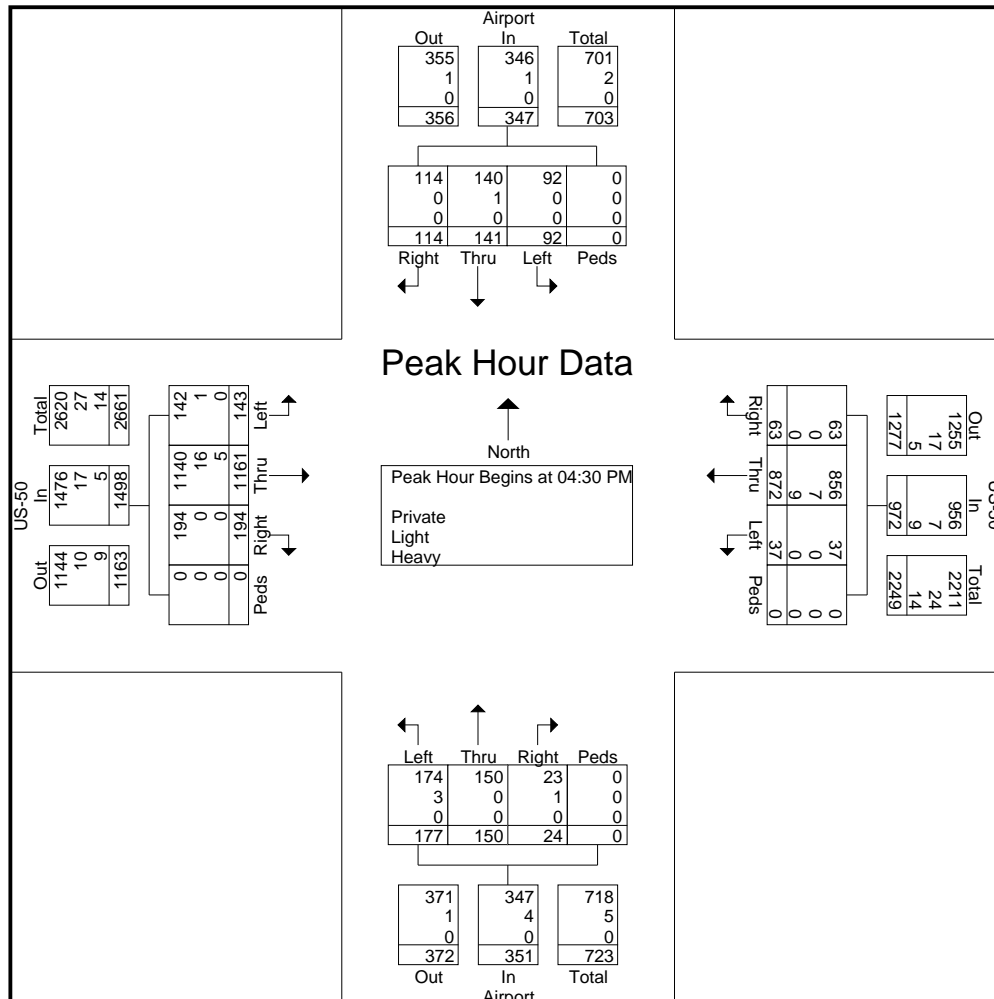 Airport
Out In Total
355 346 701
1 1 2
0 0 0
356 347 703
114 140 92 0
0 1 0 0
0 0 0 0
114 141 92 0
Right Thru Left Peds
Peak Hour Data
North
Peak Hour Begins at 04:30 PM
Private
Light
Heavy
US-50
Total
2620
27
14
2661
In
1476
17
5
1498
Out
1144
10
9
1163
142
1
0
143
Left
1140
16
5
1161
Thru
194
0
0
194
Right
0
0
0
0
Peds
Right
63
0
0
63
Thru
856
7
9
872
Left
37
0
0
37
Peds
0
0
0
0
Out
1255
17
5
1277
In
956
7
9
972
Total
2211
24
14
2249
US-50
Left Thru Right Peds
174 150 23 0
3 0 1 0
0 0 0 0
177 150 24 0
371 347 718
1 4 5
0 0 0
372 351 723
Out In Total
Airport